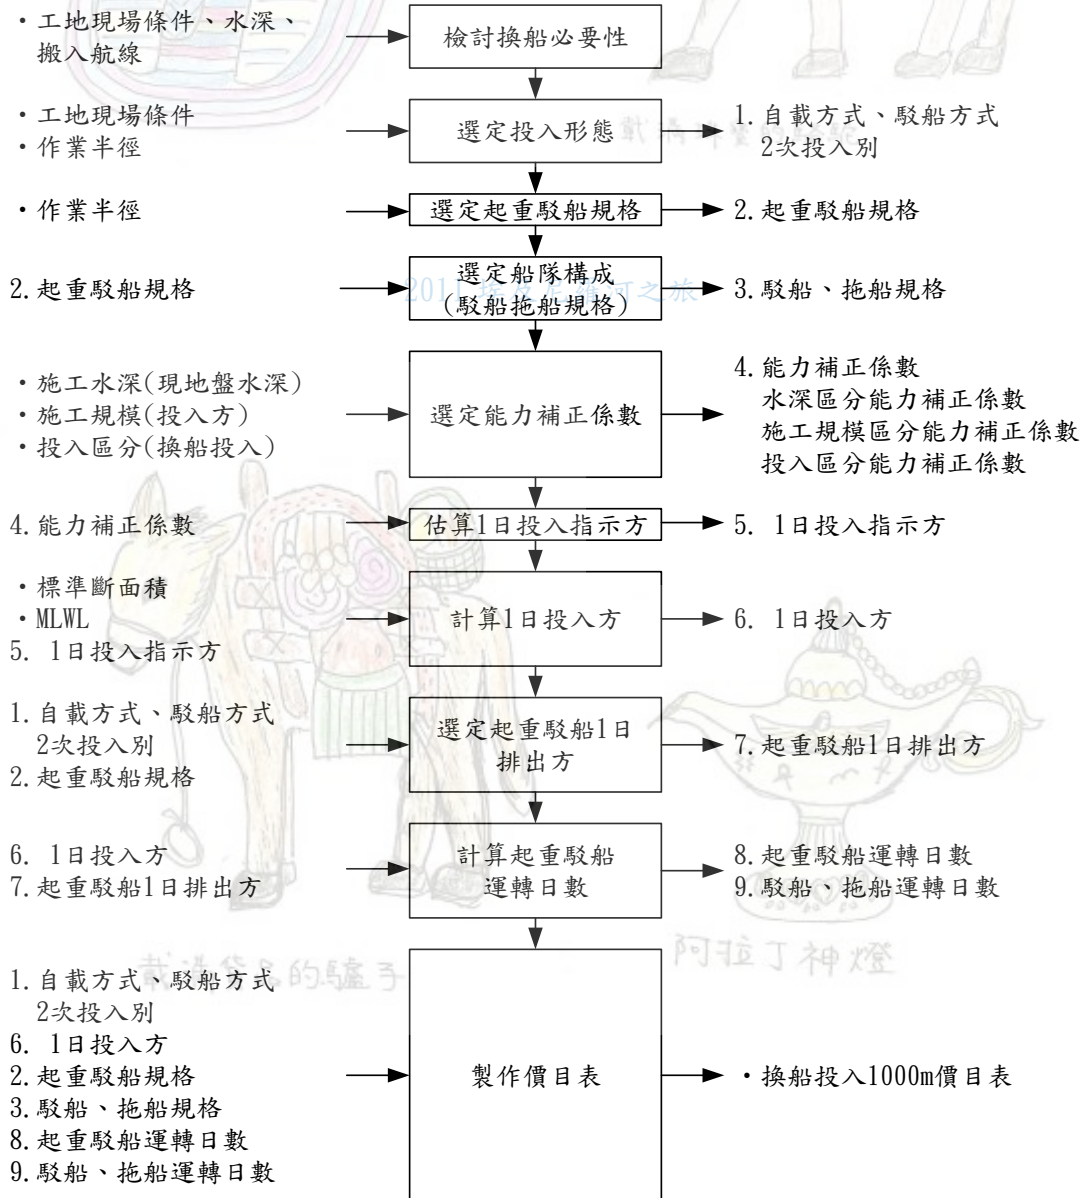 ・工地現場條件、水深、
搬入航線
檢討換船必要性
・工地現場條件
・作業半徑
選定投入形態
1.自載方式、駁船方式
2次投入別
・作業半徑
選定起重駁船規格
2.起重駁船規格
2.起重駁船規格
選定船隊構成
(駁船拖船規格)
2011 埃及尼羅河之旅
3.駁船、拖船規格
・施工水深(現地盤水深)
・施工規模(投入方)
・投入區分(換船投入)
選定能力補正係數
4.能力補正係數
水深區分能力補正係數
施工規模區分能力補正係數
投入區分能力補正係數
4.能力補正係數
估算1日投入指示方
5. 1日投入指示方
・標準斷面積
・MLWL
5. 1日投入指示方
計算1日投入方
6. 1日投入方
1.自載方式、駁船方式
2次投入別
2.起重駁船規格
選定起重駁船1日
排出方
7.起重駁船1日排出方
6. 1日投入方
7.起重駁船1日排出方
計算起重駁船
運轉日數
8.起重駁船運轉日數
9.駁船、拖船運轉日數
載滿貨品的驢子
阿拉丁神燈
1.自載方式、駁船方式
2次投入別
6. 1日投入方
2.起重駁船規格
3.駁船、拖船規格
8.起重駁船運轉日數
9.駁船、拖船運轉日數
製作價目表
・換船投入1000m價目表